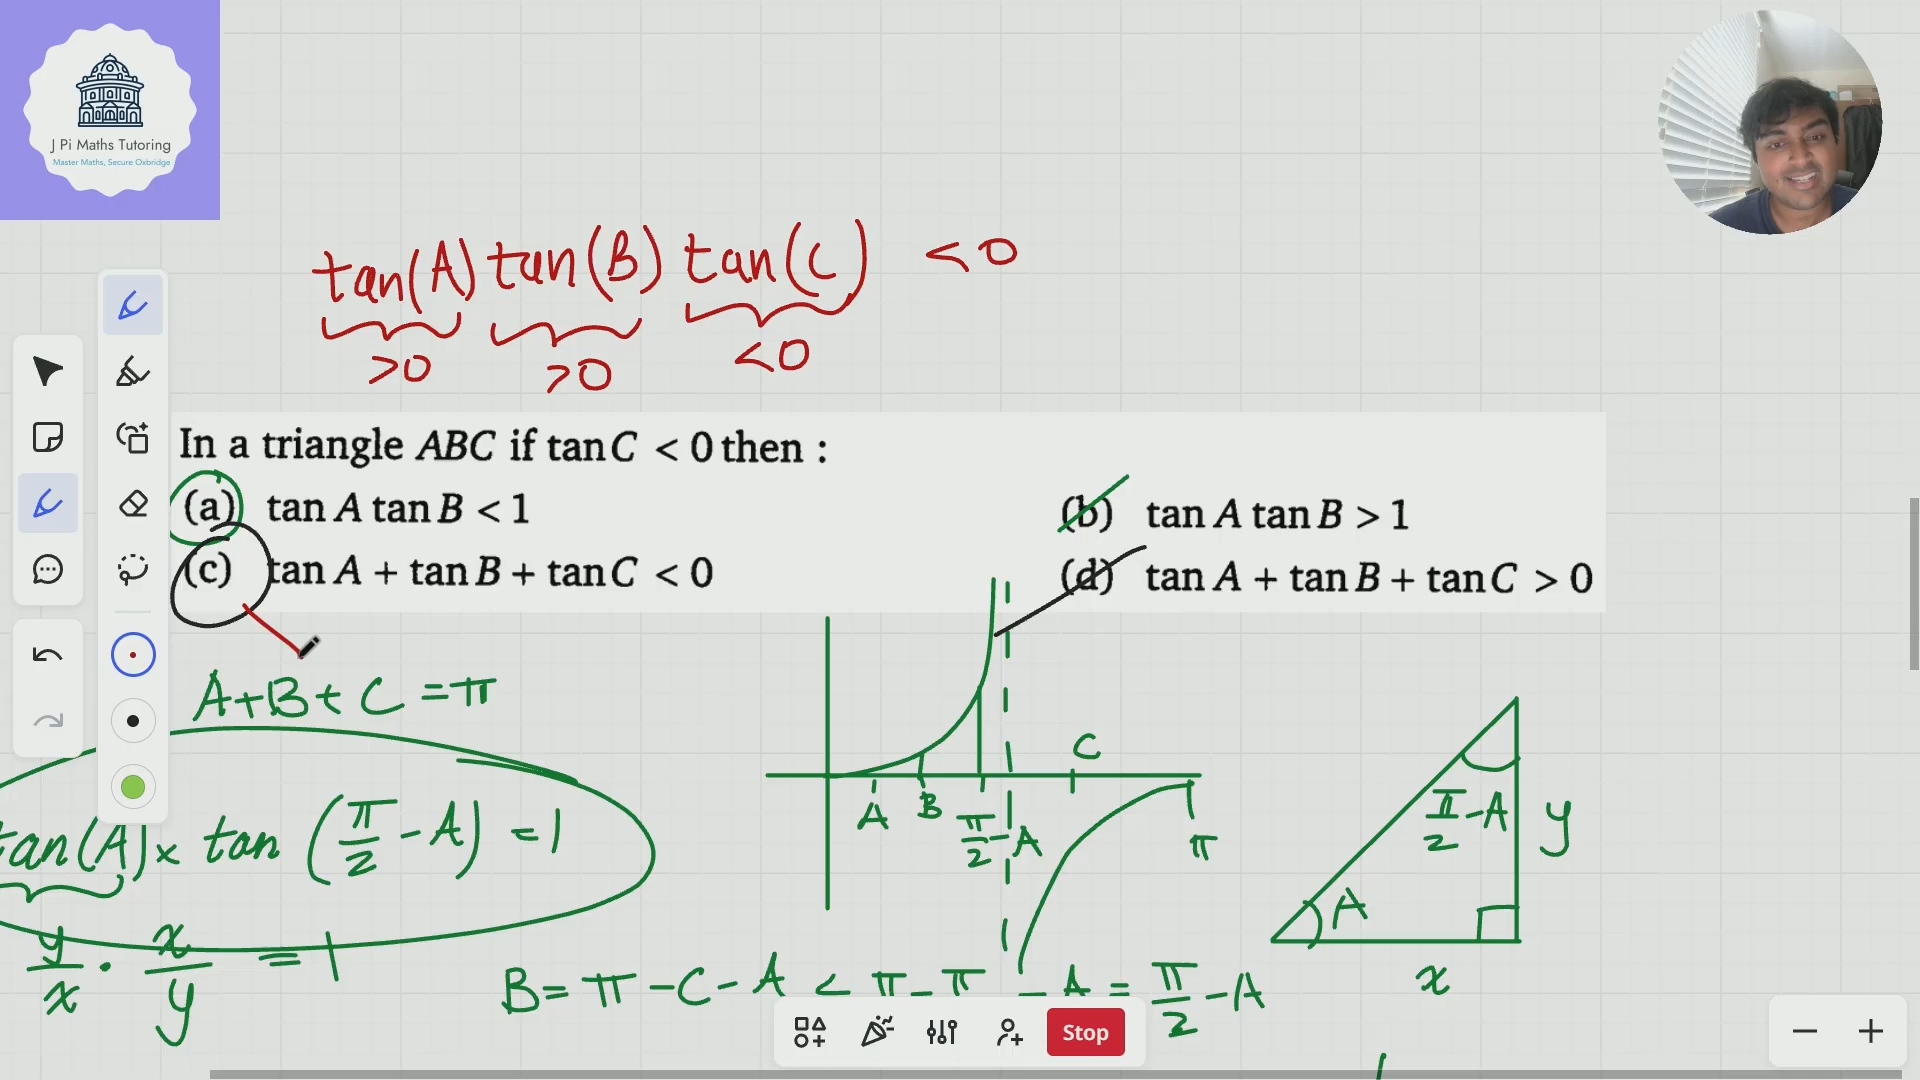 J Pi Maths Tutoring
Master Maths, Secure Oxbridge
tan(A) tan(B) tan(C) <0
>0 >0 <0
In a triangle ABC if tan C < 0 then :
(a) tan A tan B < 1 (b) tan A tan B > 1
(c) tan A + tan B + tan C < 0 (d) tan A + tan B + tan C > 0
A+B+C=π
tan(A)× tan(π/2-A)=1
y/x · x/y = 1
A B π/2-A C π
π/2-A y
A
x
B=π-C-A<π-π -A=π/2-A
Stop